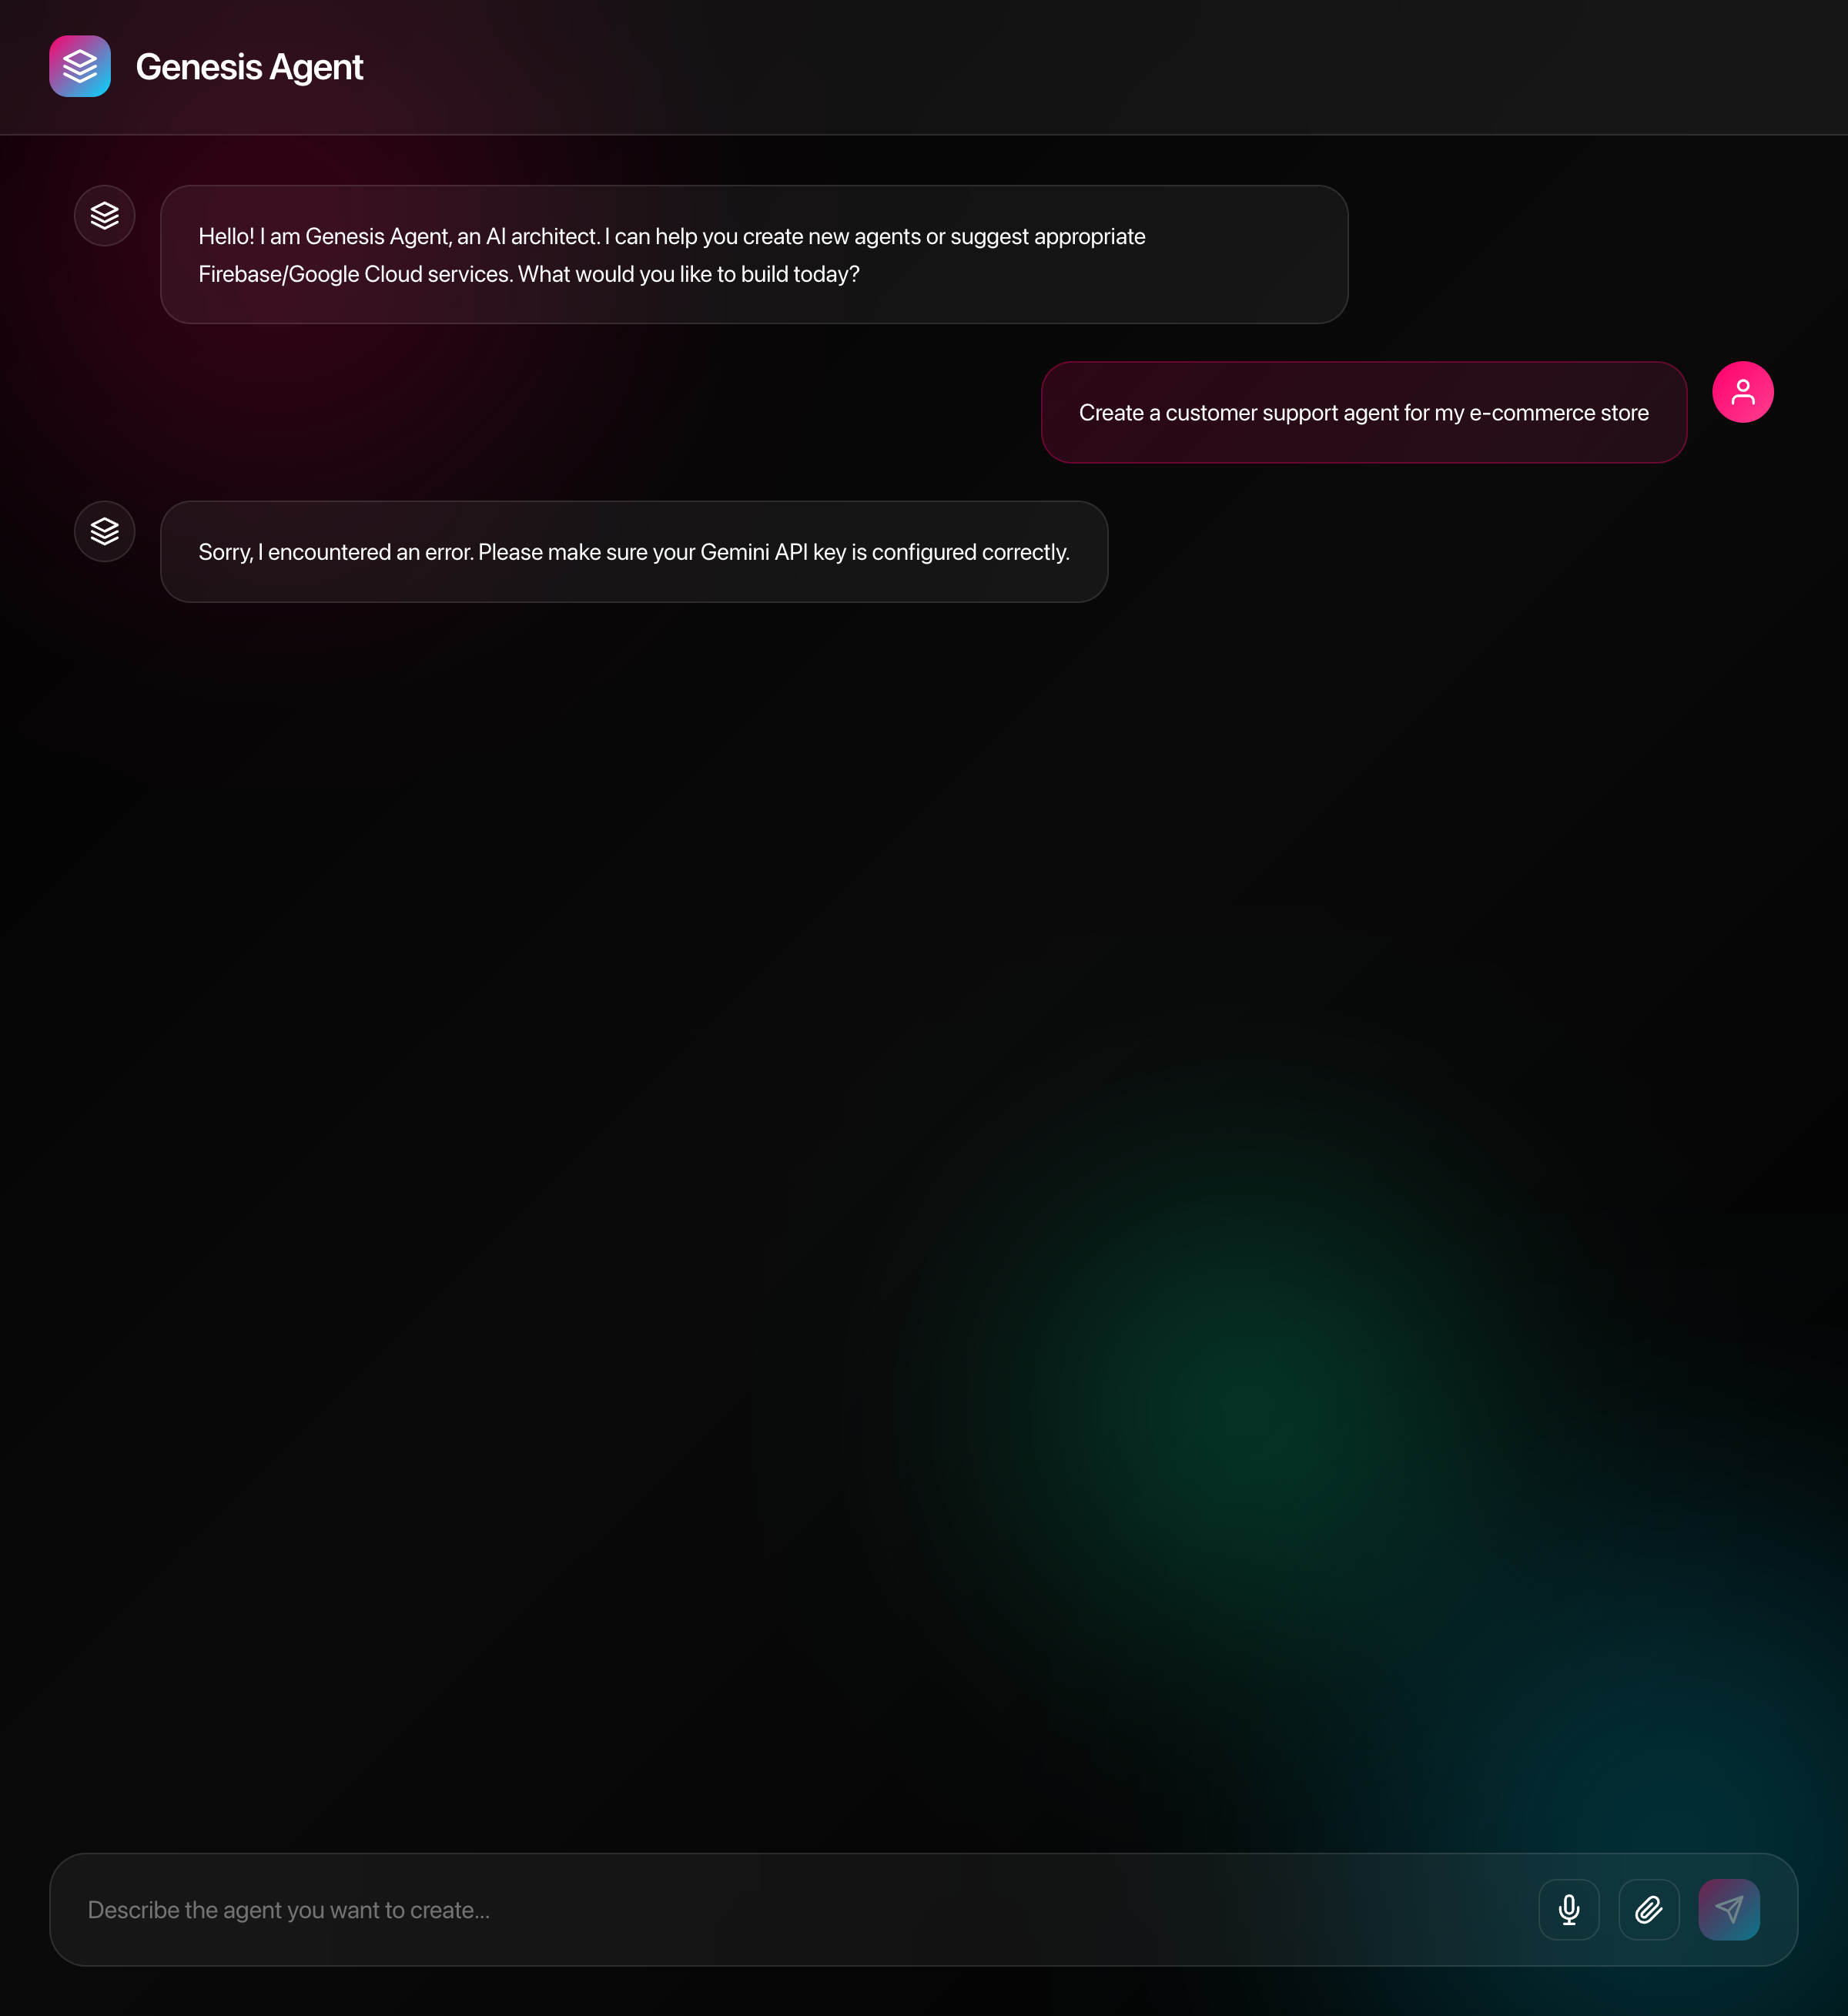 Genesis Agent
Hello! I am Genesis Agent, an AI architect. I can help you create new agents or suggest appropriate
Firebase/Google Cloud services. What would you like to build today?
Create a customer support agent for my e-commerce store
Sorry, I encountered an error. Please make sure your Gemini API key is configured correctly.
Describe the agent you want to create...